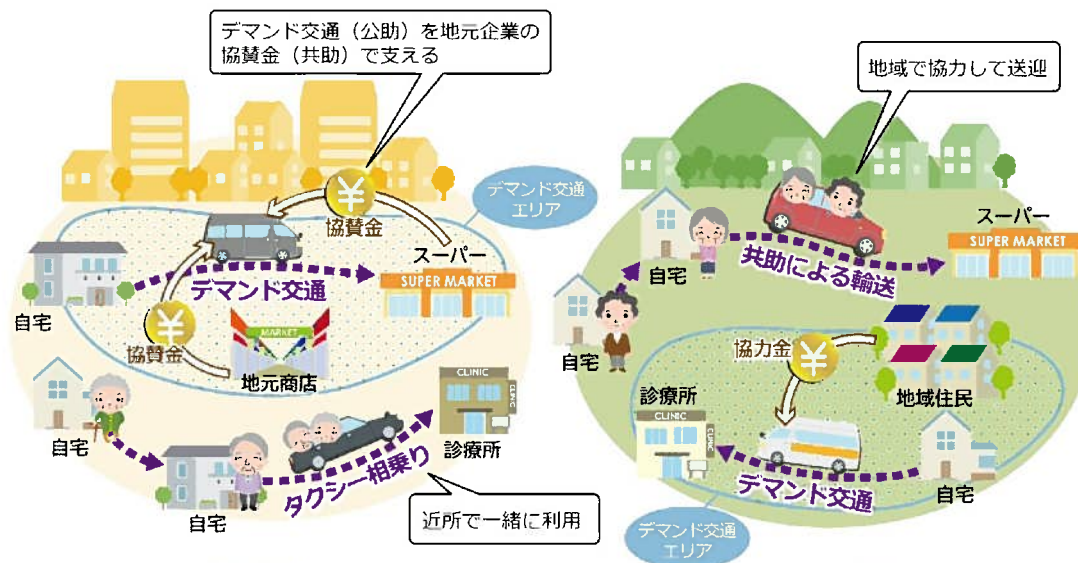 デマンド交通（公助）を地元企業の
協賛金（共助）で支える
地域で協力して送迎
デマンド交通
エリア
¥
協賛金
スーパー
SUPER MARKET
デマンド交通
自宅
¥
協賛金
MARKET
地元商店
自宅
自宅
タクシー相乗り
CLINIC
CLINIC
診療所
近所で一緒に利用
自宅
共助による輸送
スーパー
SUPER MARKET
自宅
協力金
¥
地域住民
診療所
CLINIC
CLINIC
デマンド交通
自宅
デマンド交通
エリア